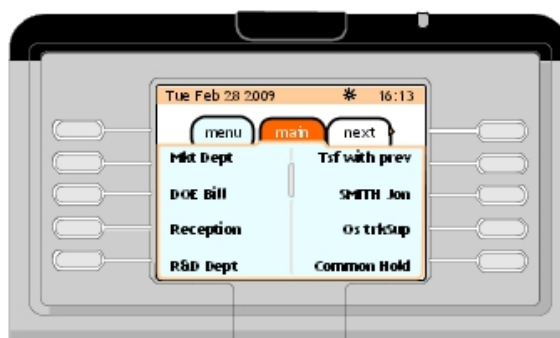 Tue Feb 28 2009 16:13
menu main next
Mkt Dept Tsf with prev
DOE Bill SMITH Jon
Reception Os trkSup
R&D Dept Common Hold